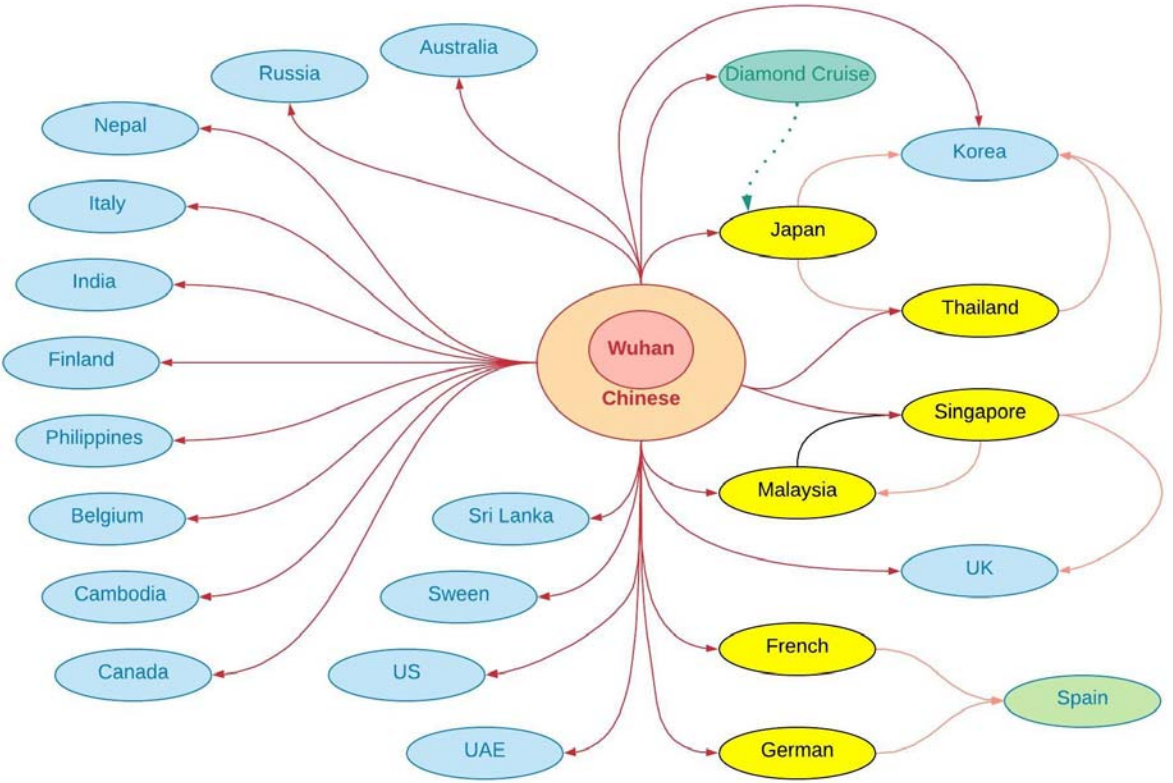 Australia
Russia
Diamond Cruise
Nepal
Korea
Italy
Japan
India
Thailand
Wuhan
Finland
Chinese
Singapore
Philippines
Malaysia
Belgium
Sri Lanka
UK
Cambodia
Sween
French
Canada
US
Spain
UAE
German